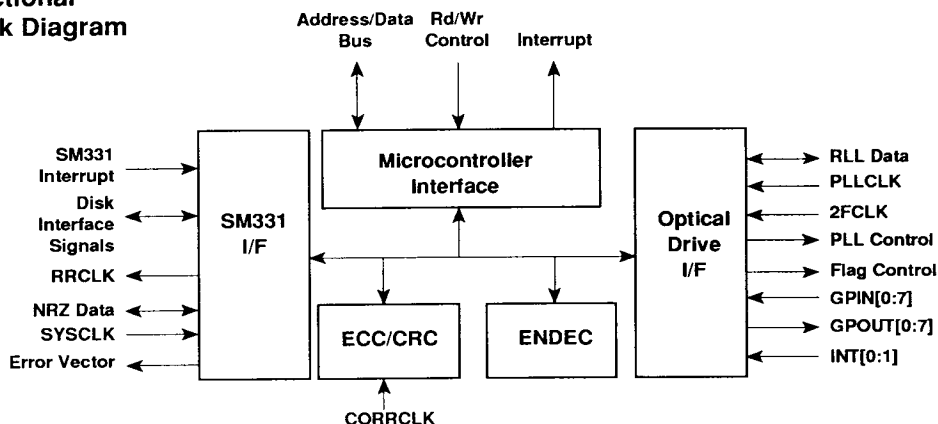 k Diagram
Address/Data
Bus
Rd/Wr
Control
Interrupt
SM331
Interrupt
Disk
Interface
Signals
RRCLK
NRZ Data
SYSCLK
Error Vector
SM331
I/F
Microcontroller
Interface
ECC/CRC
ENDEC
CORRCLK
Optical
Drive
I/F
RLL Data
PLLCLK
2FCLK
PLL Control
Flag Control
GPIN[0:7]
GPOUT[0:7]
INT[0:1]